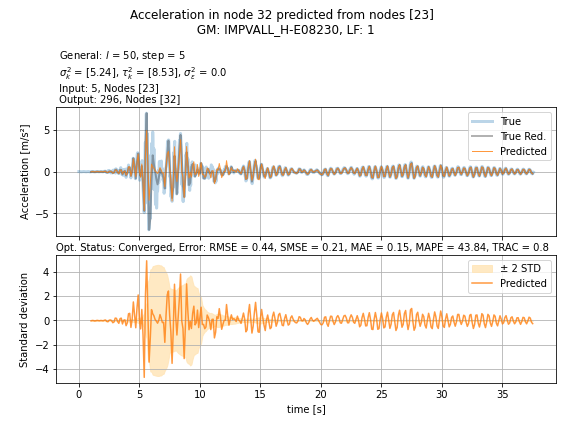 Acceleration in node 32 predicted from nodes [23]
GM: IMPVALL_H-E08230, LF: 1
General: l = 50, step = 5
σ²ₖ = [5.24], τ²ₖ = [8.53], σ²ε = 0.0
Input: 5, Nodes [23]
Output: 296, Nodes [32]
5
0
−5
Acceleration [m/s²]
True
True Red.
Predicted
Opt. Status: Converged, Error: RMSE = 0.44, SMSE = 0.21, MAE = 0.15, MAPE = 43.84, TRAC = 0.8
4
2
0
−2
−4
Standard deviation
± 2 STD
Predicted
0 5 10 15 20 25 30 35
time [s]